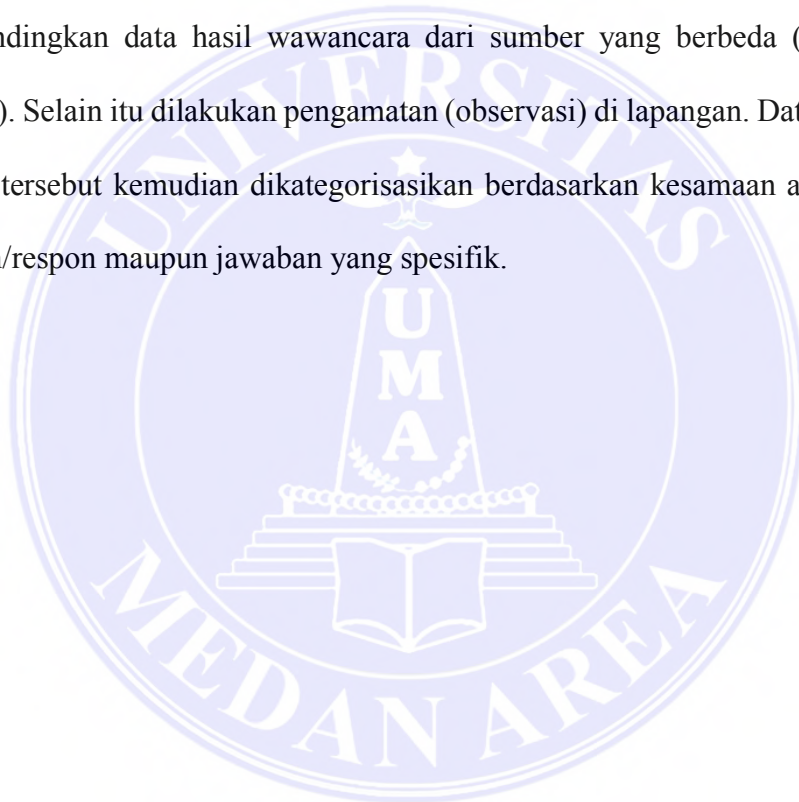 ndingkan data hasil wawancara dari sumber yang berbeda (
). Selain itu dilakukan pengamatan (observasi) di lapangan. Dat
tersebut kemudian dikategorisasikan berdasarkan kesamaan a
/respon maupun jawaban yang spesifik.
UNIVERSITAS
U
M
A
MEDAN AREA